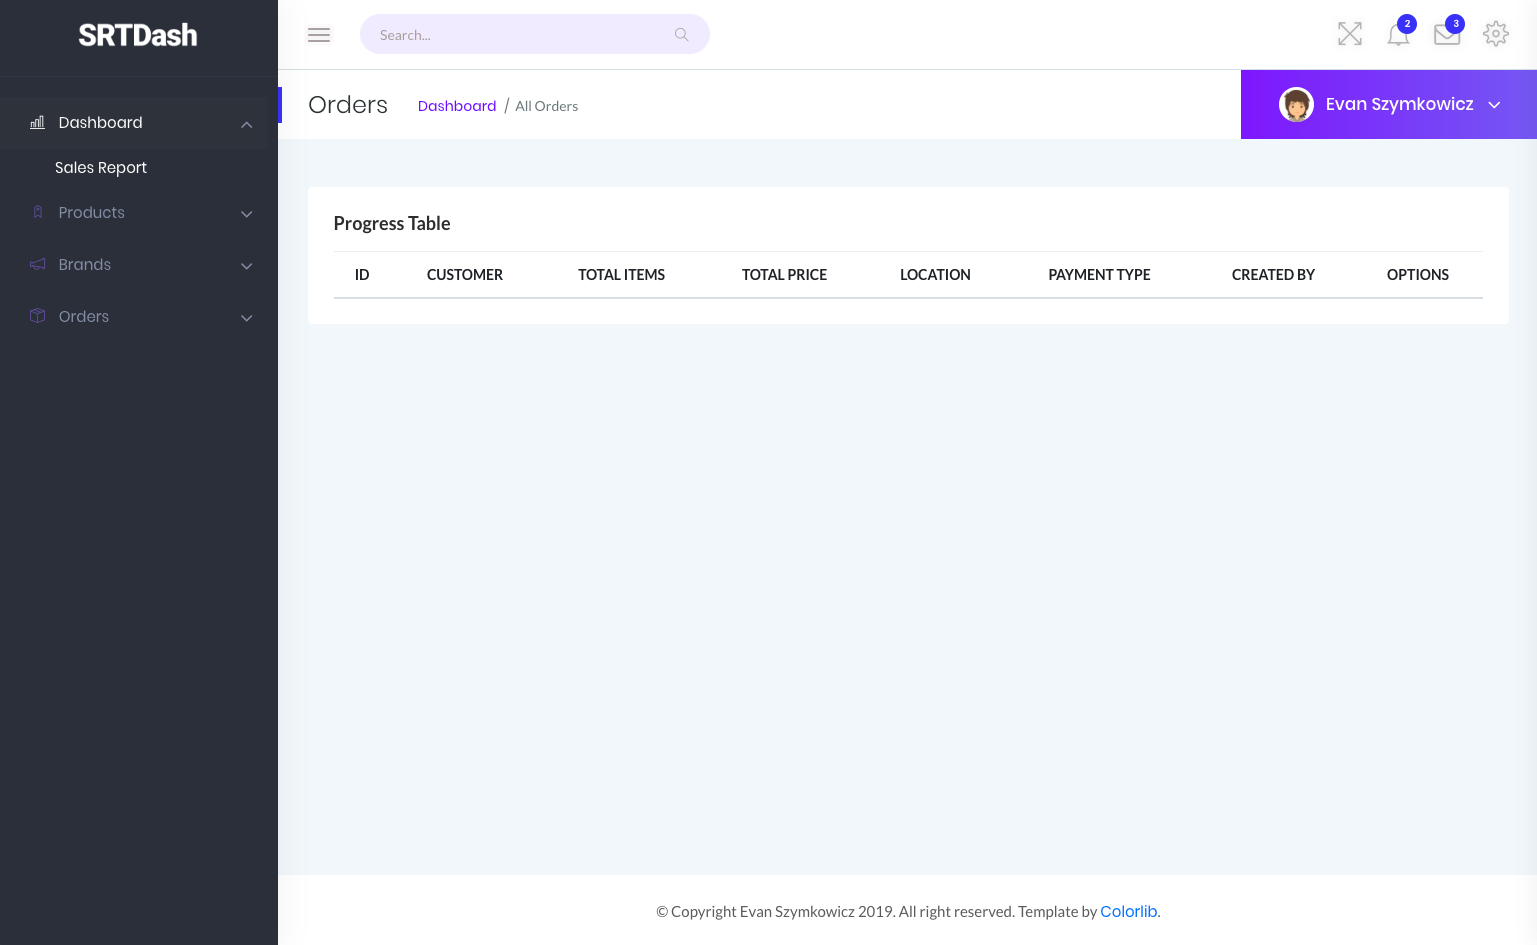 SRTDash
Search...
2
3
Dashboard
Sales Report
Products
Brands
Orders
Orders
Dashboard / All Orders
Evan Szymkowicz
Progress Table
ID CUSTOMER TOTAL ITEMS TOTAL PRICE LOCATION PAYMENT TYPE CREATED BY OPTIONS
© Copyright Evan Szymkowicz 2019. All right reserved. Template by Colorlib.